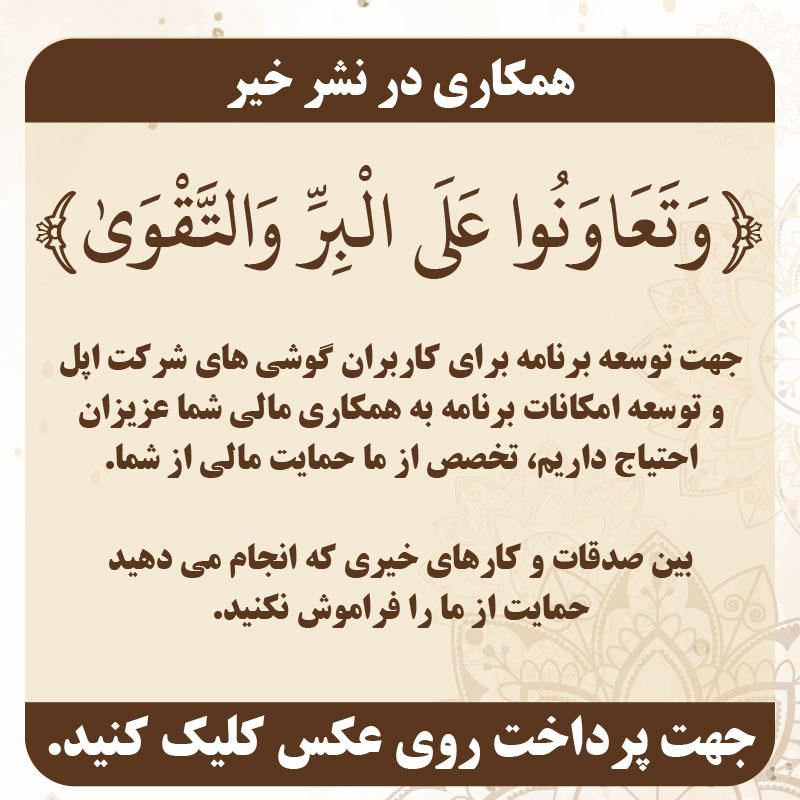 همکاری در نشر خیر
﴿وَتَعَاوَنُوا عَلَى الْبِرِّ وَالتَّقْوَىٰ﴾
جهت توسعه برنامه برای کاربران گوشی های شرکت اپل
و توسعه امکانات برنامه به همکاری مالی شما عزیزان
احتیاج داریم، تخصص از ما حمایت مالی از شما.
بین صدقات و کارهای خیری که انجام می دهید
حمایت از ما را فراموش نکنید.
جهت پرداخت روی عکس کلیک کنید.